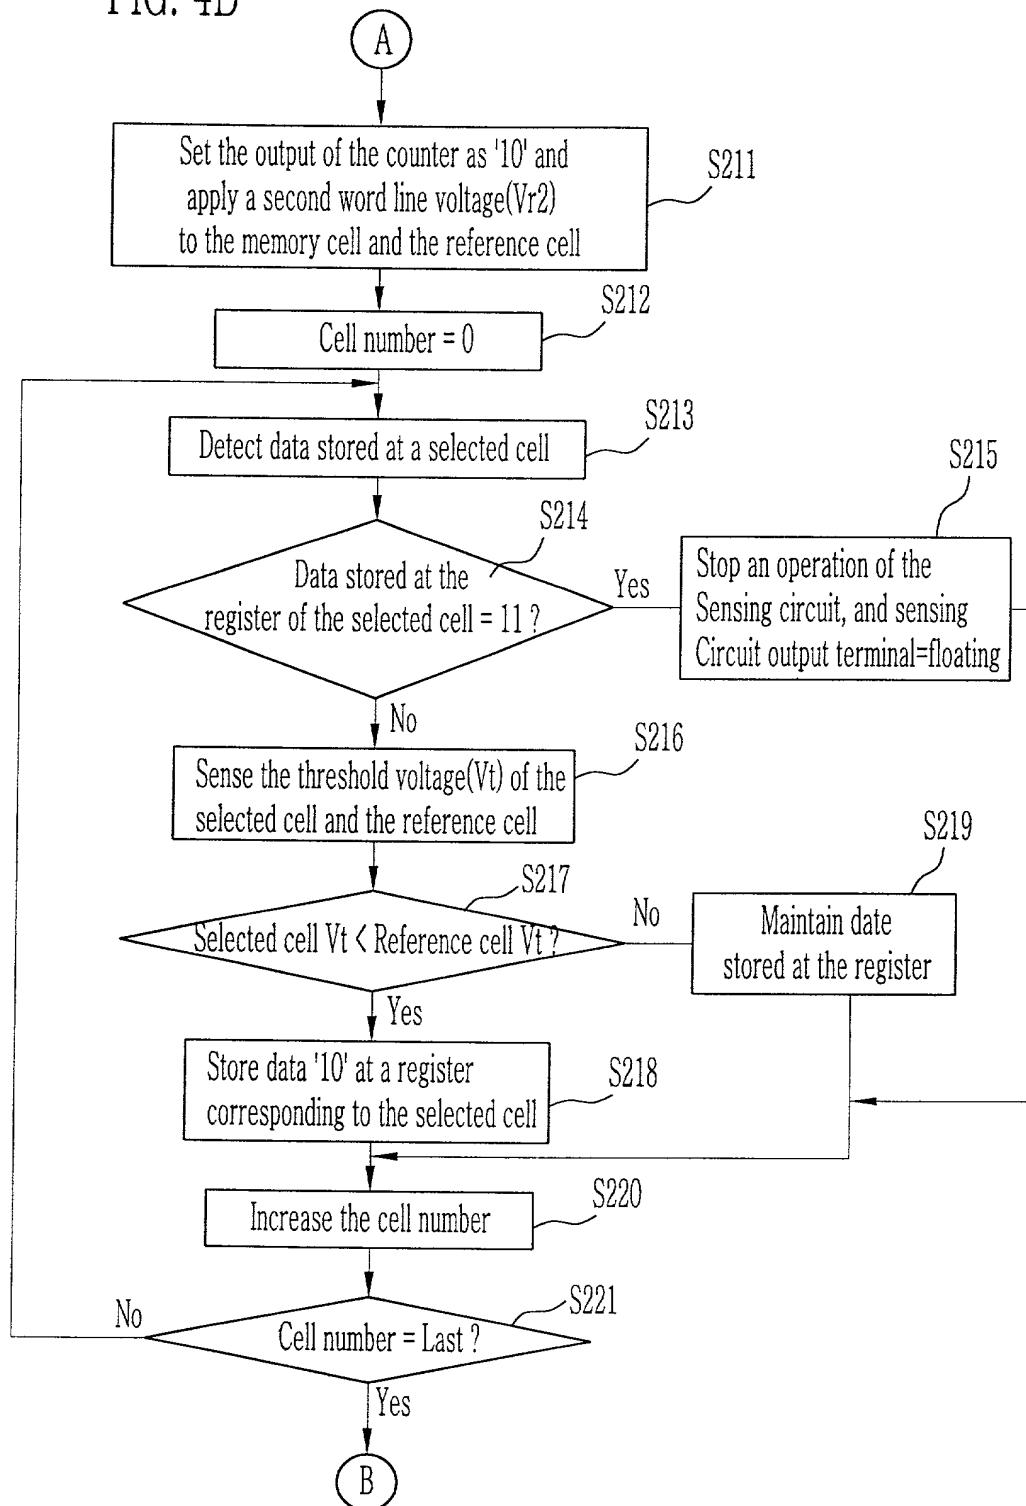 FIG. 4B
A
Set the output of the counter as '10' and
apply a second word line voltage(Vr2)
to the memory cell and the reference cell
S211
S212
Cell number = 0
S213
Detect data stored at a selected cell
S214
S215
Data stored at the
register of the selected cell = 11 ?
Yes
Stop an operation of the
Sensing circuit, and sensing
Circuit output terminal=floating
No
S216
Sense the threshold voltage(Vt) of the
selected cell and the reference cell
S217
S219
Selected cell Vt < Reference cell Vt ?
No
Maintain date
stored at the register
Yes
Store data '10' at a register
corresponding to the selected cell
S218
S220
Increase the cell number
S221
No
Cell number = Last ?
Yes
B